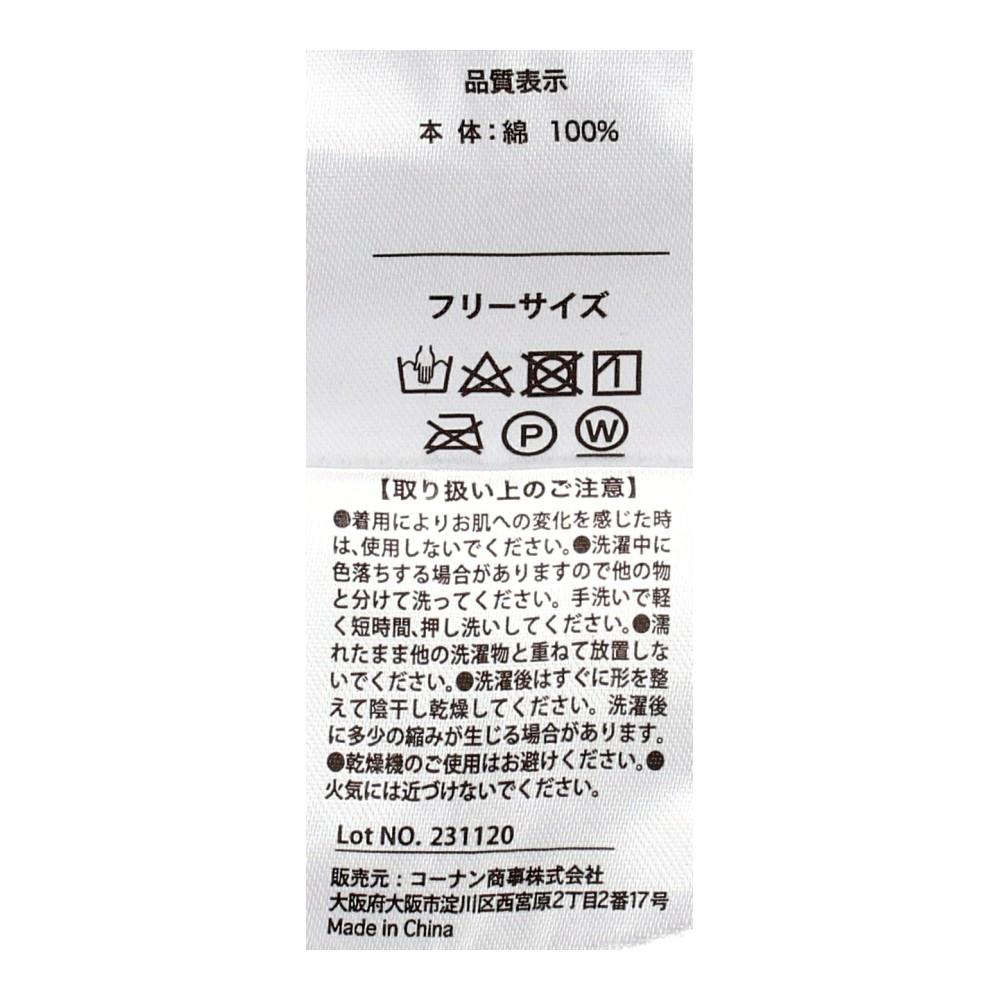 品質表示
本 体：綿 100%
フリーサイズ
P
W
【取り扱い上のご注意】
●着用によりお肌への変化を感じた時
は、使用しないでください。●洗濯中に
色落ちする場合がありますので他の物
と分けて洗ってください。手洗いで軽
く短時間、押し洗いしてください。●濡
れたまま他の洗濯物と重ねて放置しな
いでください。●洗濯後はすぐに形を整
えて陰干し乾燥してください。洗濯後
に多少の縮みが生じる場合があります。
●乾燥機のご使用はお避けください。●
火気には近づけないでください。
Lot NO. 231120
販売元：コーナン商事株式会社
大阪府大阪市淀川区西宮原2丁目2番17号
Made in China